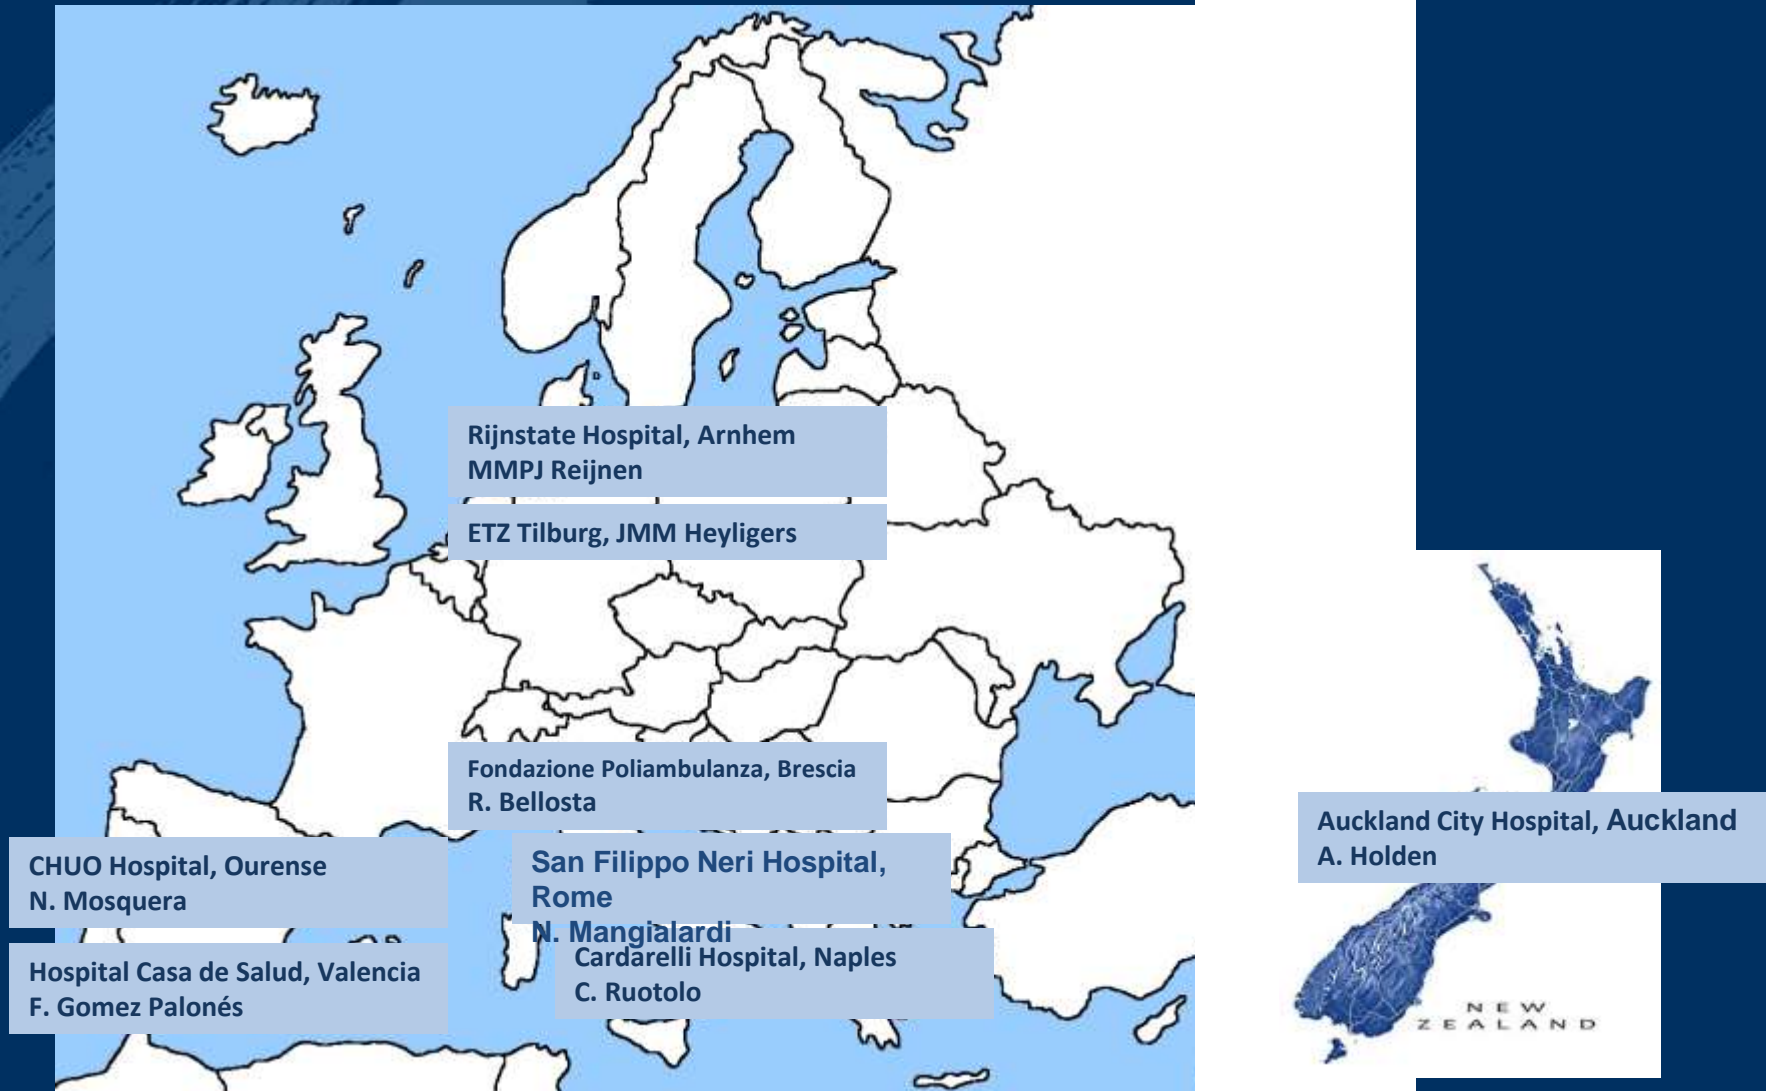 Rijnstate Hospital, Arnhem
MMPJ Reijnen
ETZ Tilburg, JMM Heyligers
Fondazione Poliambulanza, Brescia
R. Bellosta
CHUO Hospital, Ourense
N. Mosquera
San Filippo Neri Hospital,
Rome
N. Mangialardi
Cardarelli Hospital, Naples
C. Ruotolo
Hospital Casa de Salud, Valencia
F. Gomez Palonés
Auckland City Hospital, Auckland
A. Holden
NEW
ZEALAND